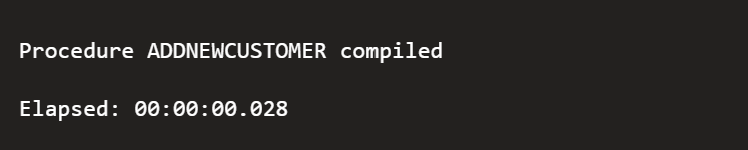 Procedure ADDNEWCUSTOMER compiled
Elapsed: 00:00:00.028